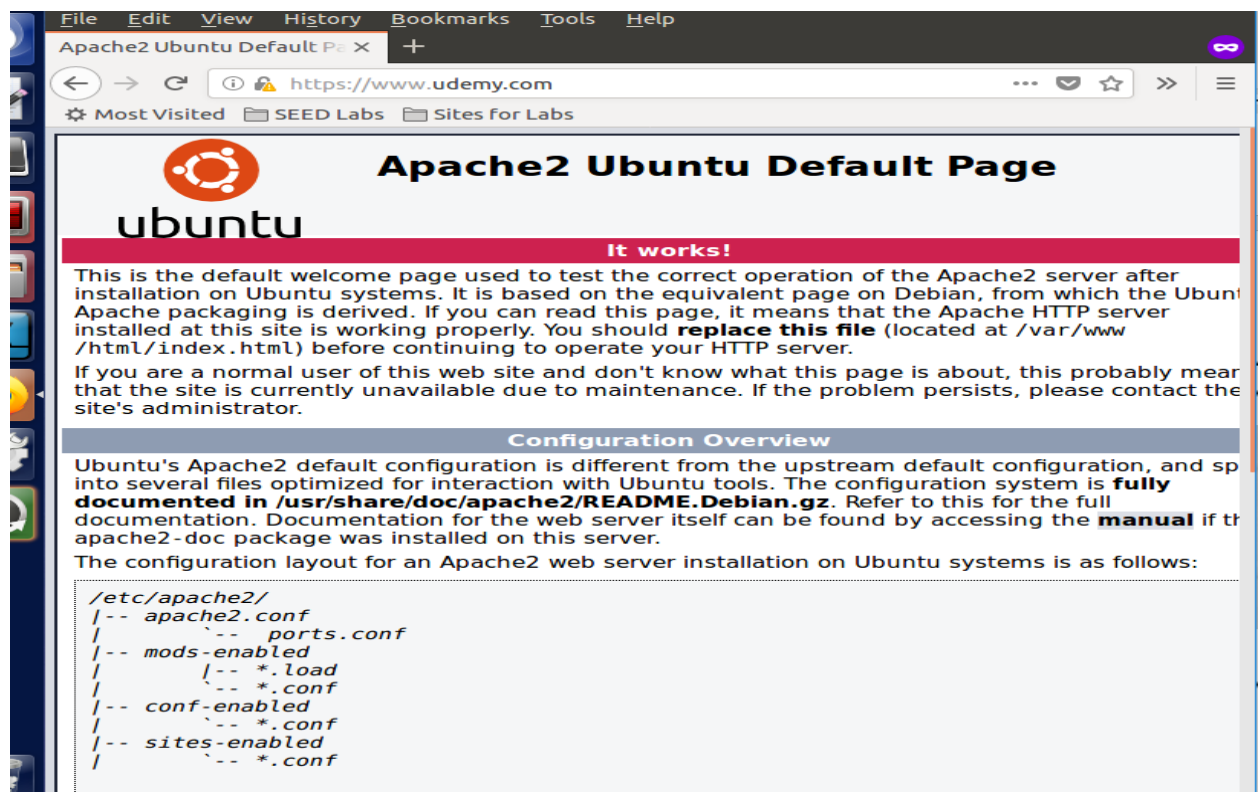 File Edit View History Bookmarks Tools Help
Apache2 Ubuntu Default Pa
https://www.udemy.com
Most Visited SEED Labs Sites for Labs
Apache2 Ubuntu Default Page
ubuntu
It works!
This is the default welcome page used to test the correct operation of the Apache2 server after
installation on Ubuntu systems. It is based on the equivalent page on Debian, from which the Ubunt
Apache packaging is derived. If you can read this page, it means that the Apache HTTP server
installed at this site is working properly. You should replace this file (located at /var/www
/html/index.html) before continuing to operate your HTTP server.
If you are a normal user of this web site and don't know what this page is about, this probably mear
that the site is currently unavailable due to maintenance. If the problem persists, please contact the
site's administrator.
Configuration Overview
Ubuntu's Apache2 default configuration is different from the upstream default configuration, and sp
into several files optimized for interaction with Ubuntu tools. The configuration system is fully
documented in /usr/share/doc/apache2/README.Debian.gz. Refer to this for the full
documentation. Documentation for the web server itself can be found by accessing the manual if th
apache2-doc package was installed on this server.
The configuration layout for an Apache2 web server installation on Ubuntu systems is as follows:
/etc/apache2/
|-- apache2.conf
|       `--  ports.conf
|-- mods-enabled
|       |-- *.load
|       `-- *.conf
|-- conf-enabled
|       `-- *.conf
|-- sites-enabled
|       `-- *.conf